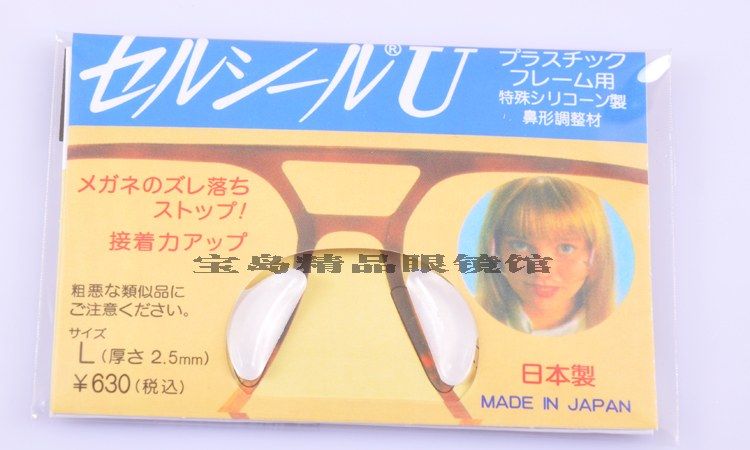 セルシール®U
プラスチック
フレーム用
特殊シリコーン製
鼻形調整材
メガネのズレ落ち
ストップ!
接着力アップ
宝岛精品眼镜馆
粗悪な類似品に
ご注意ください。
サイズ
L(厚さ2.5mm)
¥630(税込)
日本製
MADE IN JAPAN